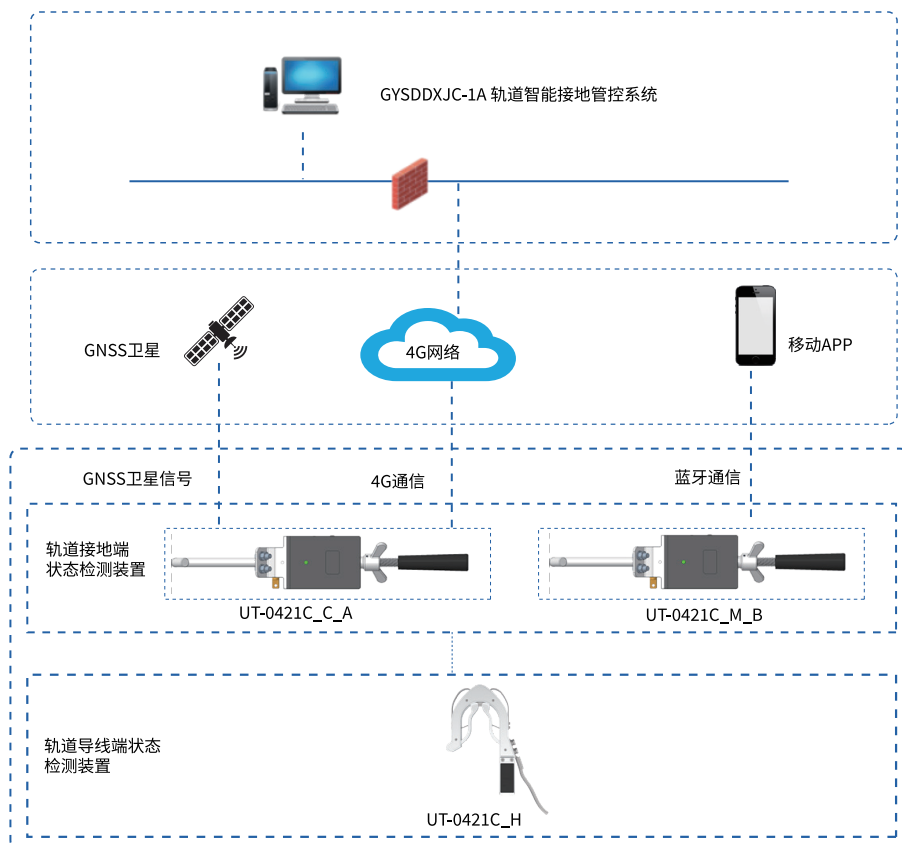 GYSDDXJC-1A 轨道智能接地管控系统
GNSS卫星
4G网络
移动APP
GNSS卫星信号
4G通信
蓝牙通信
轨道接地端
状态检测装置
UT-0421C_C_A
UT-0421C_M_B
轨道导线端状态
检测装置
UT-0421C_H